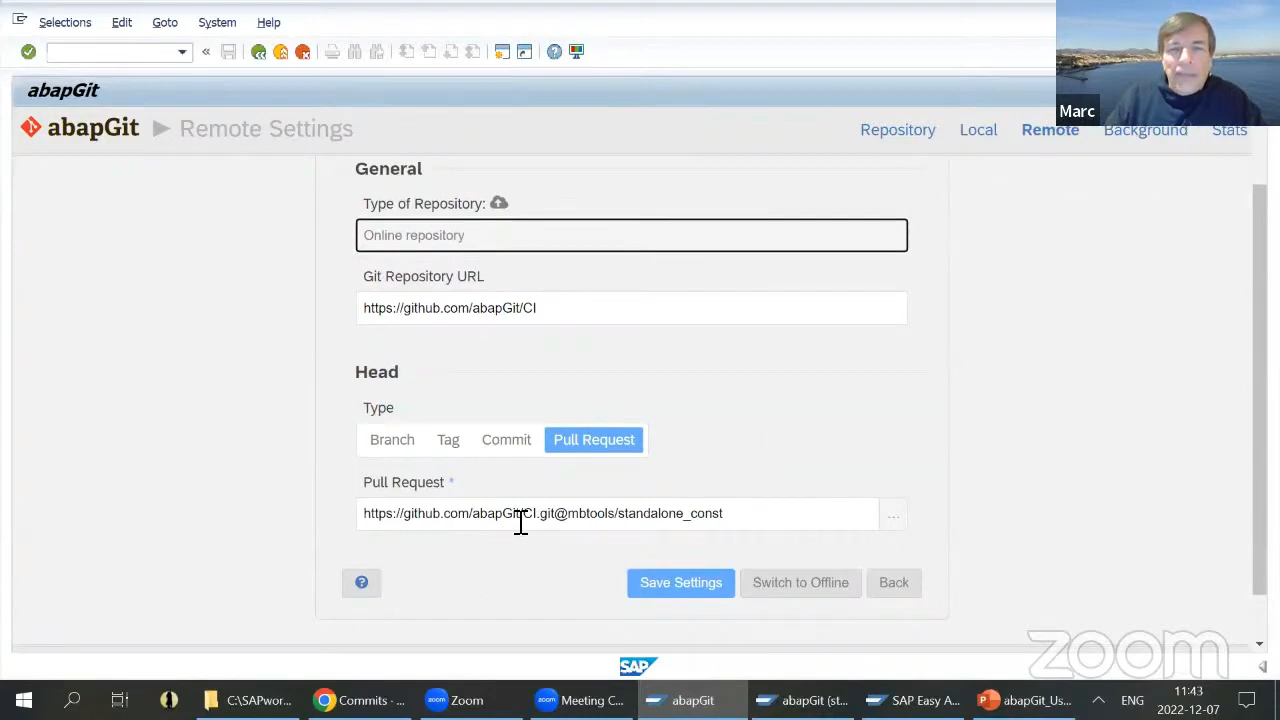 Selections Edit Goto System Help
Marc
abapGit
abapGit Remote Settings Repository Local Remote Background Stats
General
Type of Repository:
Online repository
Git Repository URL
https://github.com/abapGit/CI
Head
Type
Branch Tag Commit Pull Request
Pull Request *
https://github.com/abapGit/CI.git@mbtools/standalone_const
...
? Save Settings Switch to Offline Back
zoom
SAP
C:\SAPwor... Commits - ... Zoom Meeting C... abapGit abapGit (st... SAP Easy A... abapGit_Us... ENG 11:43
2022-12-07